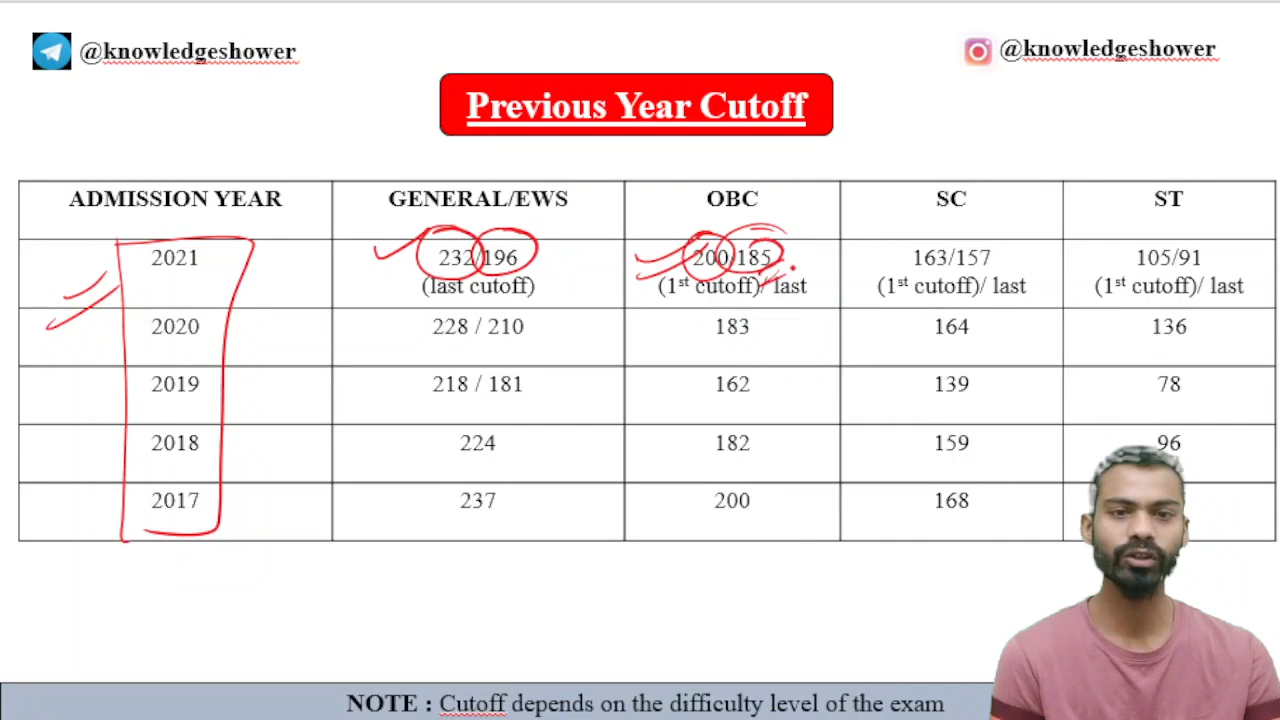 @knowledgeshower
@knowledgeshower
Previous Year Cutoff
ADMISSION YEAR GENERAL/EWS OBC SC ST
2021 232/196 200/185 163/157 105/91
(last cutoff) (1st cutoff)/ last (1st cutoff)/ last (1st cutoff)/ last
2020 228 / 210 183 164 136
2019 218 / 181 162 139 78
2018 224 182 159 96
2017 237 200 168
NOTE : Cutoff depends on the difficulty level of the exam